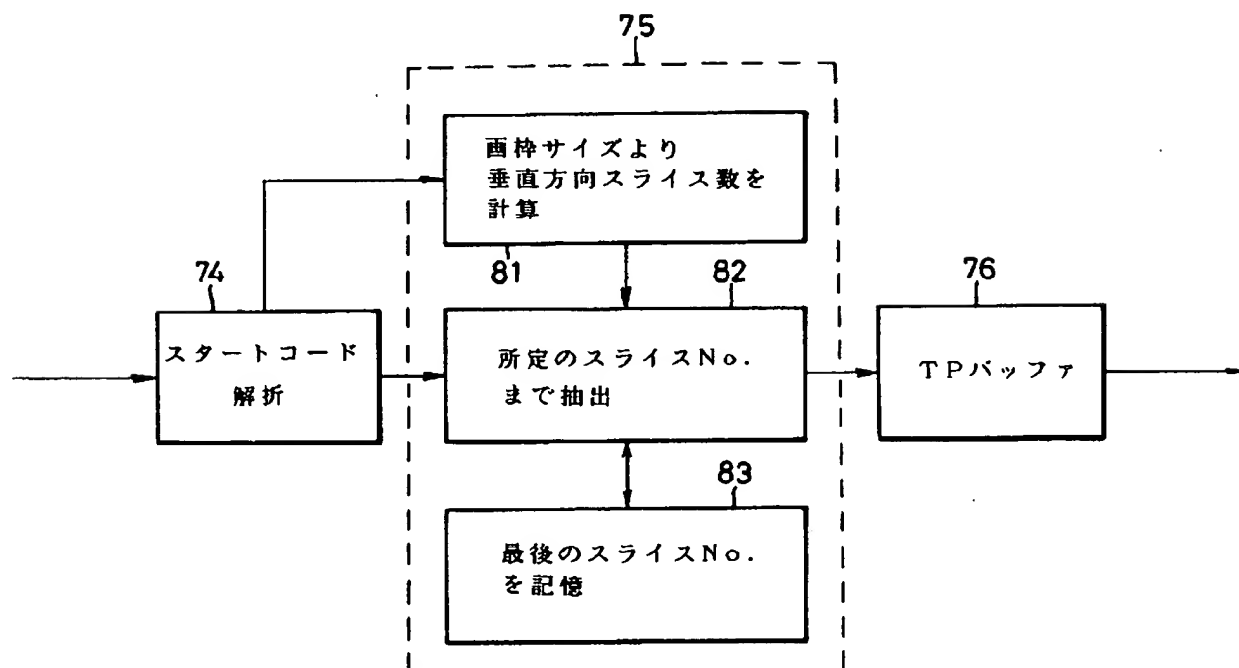 75
画枠サイズより
垂直方向スライス数を
計算
81
74
82
76
スタートコード
解折
所定のスライスNo.
まで抽出
TPバッファ
83
最後のスライスNo.
を記憶